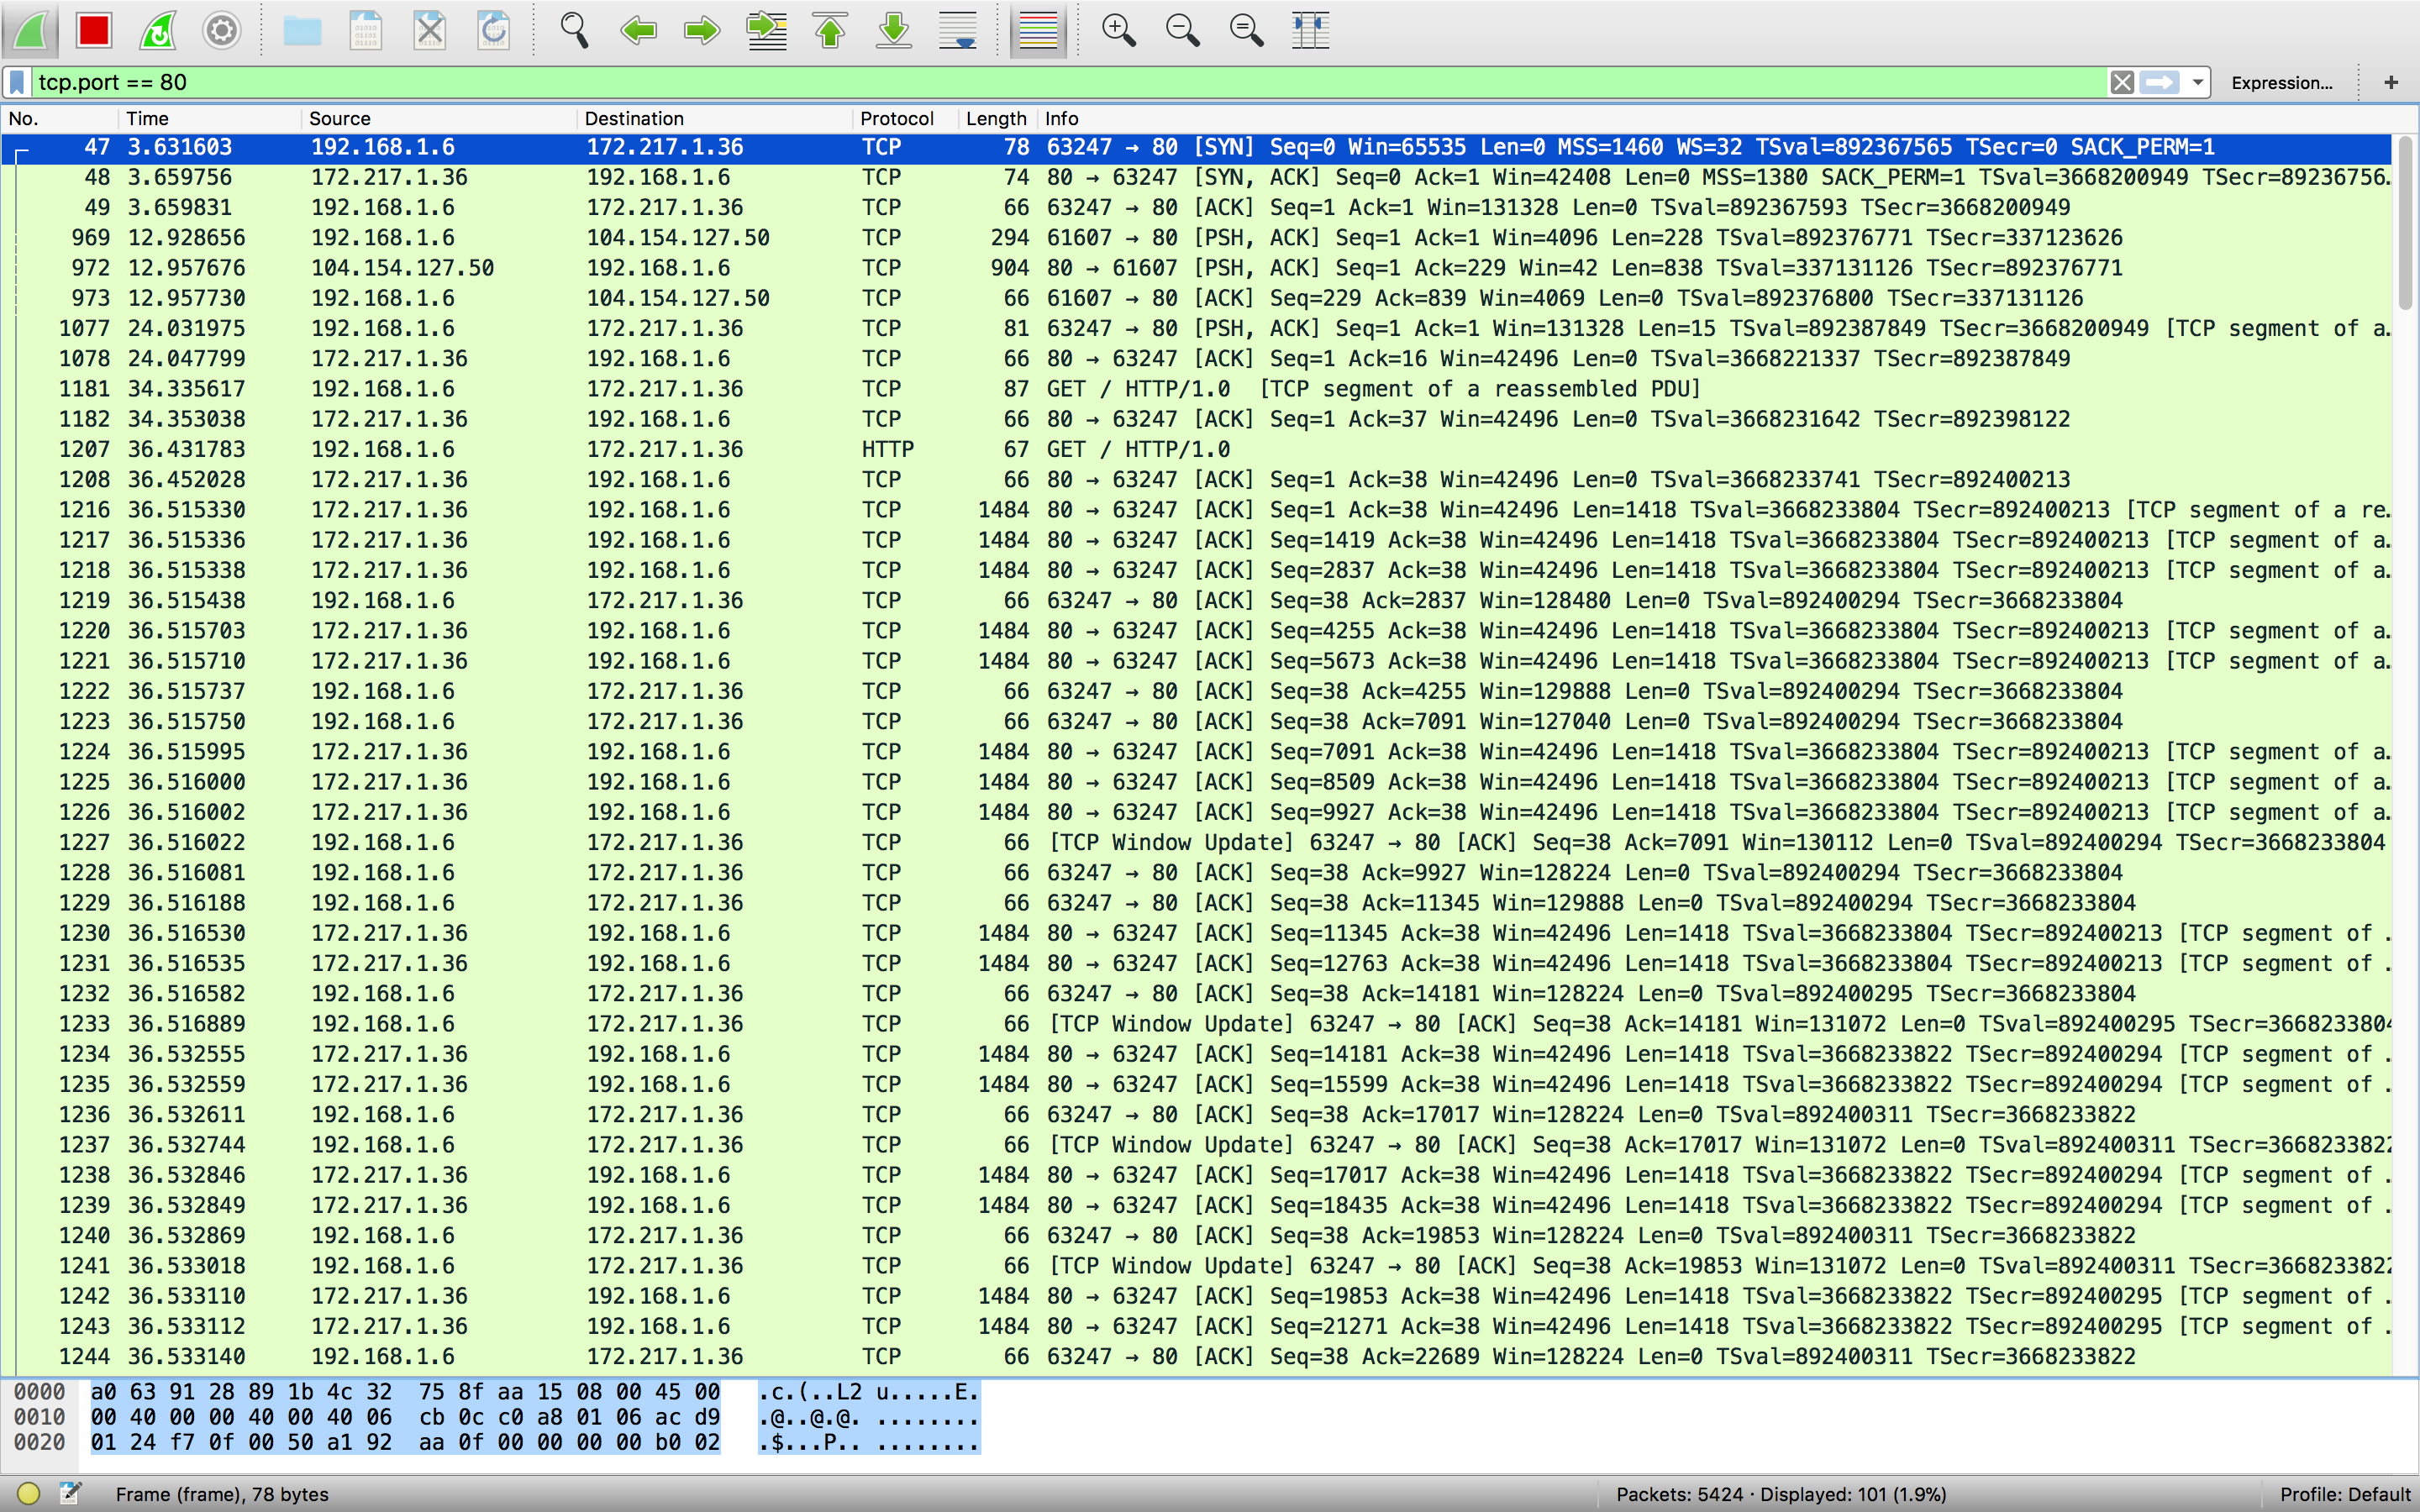 tcp.port == 80
Expression...
+
No. Time Source Destination Protocol Length Info
47 3.631603 192.168.1.6 172.217.1.36 TCP 78 63247 → 80 [SYN] Seq=0 Win=65535 Len=0 MSS=1460 WS=32 TSval=892367565 TSecr=0 SACK_PERM=1
48 3.659756 172.217.1.36 192.168.1.6 TCP 74 80 → 63247 [SYN, ACK] Seq=0 Ack=1 Win=42408 Len=0 MSS=1380 SACK_PERM=1 TSval=3668200949 TSecr=89236756…
49 3.659831 192.168.1.6 172.217.1.36 TCP 66 63247 → 80 [ACK] Seq=1 Ack=1 Win=131328 Len=0 TSval=892367593 TSecr=3668200949
969 12.928656 192.168.1.6 104.154.127.50 TCP 294 61607 → 80 [PSH, ACK] Seq=1 Ack=1 Win=4096 Len=228 TSval=892376771 TSecr=337123626
972 12.957676 104.154.127.50 192.168.1.6 TCP 904 80 → 61607 [PSH, ACK] Seq=1 Ack=229 Win=42 Len=838 TSval=337131126 TSecr=892376771
973 12.957730 192.168.1.6 104.154.127.50 TCP 66 61607 → 80 [ACK] Seq=229 Ack=839 Win=4069 Len=0 TSval=892376800 TSecr=337131126
1077 24.031975 192.168.1.6 172.217.1.36 TCP 81 63247 → 80 [PSH, ACK] Seq=1 Ack=1 Win=131328 Len=15 TSval=892387849 TSecr=3668200949 [TCP segment of a…
1078 24.047799 172.217.1.36 192.168.1.6 TCP 66 80 → 63247 [ACK] Seq=1 Ack=16 Win=42496 Len=0 TSval=3668221337 TSecr=892387849
1181 34.335617 192.168.1.6 172.217.1.36 TCP 87 GET / HTTP/1.0 [TCP segment of a reassembled PDU]
1182 34.353038 172.217.1.36 192.168.1.6 TCP 66 80 → 63247 [ACK] Seq=1 Ack=37 Win=42496 Len=0 TSval=3668231642 TSecr=892398122
1207 36.431783 192.168.1.6 172.217.1.36 HTTP 67 GET / HTTP/1.0
1208 36.452028 172.217.1.36 192.168.1.6 TCP 66 80 → 63247 [ACK] Seq=1 Ack=38 Win=42496 Len=0 TSval=3668233741 TSecr=892400213
1216 36.515330 172.217.1.36 192.168.1.6 TCP 1484 80 → 63247 [ACK] Seq=1 Ack=38 Win=42496 Len=1418 TSval=3668233804 TSecr=892400213 [TCP segment of a re…
1217 36.515336 172.217.1.36 192.168.1.6 TCP 1484 80 → 63247 [ACK] Seq=1419 Ack=38 Win=42496 Len=1418 TSval=3668233804 TSecr=892400213 [TCP segment of a…
1218 36.515338 172.217.1.36 192.168.1.6 TCP 1484 80 → 63247 [ACK] Seq=2837 Ack=38 Win=42496 Len=1418 TSval=3668233804 TSecr=892400213 [TCP segment of a…
1219 36.515438 192.168.1.6 172.217.1.36 TCP 66 63247 → 80 [ACK] Seq=38 Ack=2837 Win=128480 Len=0 TSval=892400294 TSecr=3668233804
1220 36.515703 172.217.1.36 192.168.1.6 TCP 1484 80 → 63247 [ACK] Seq=4255 Ack=38 Win=42496 Len=1418 TSval=3668233804 TSecr=892400213 [TCP segment of a…
1221 36.515710 172.217.1.36 192.168.1.6 TCP 1484 80 → 63247 [ACK] Seq=5673 Ack=38 Win=42496 Len=1418 TSval=3668233804 TSecr=892400213 [TCP segment of a…
1222 36.515737 192.168.1.6 172.217.1.36 TCP 66 63247 → 80 [ACK] Seq=38 Ack=4255 Win=129888 Len=0 TSval=892400294 TSecr=3668233804
1223 36.515750 192.168.1.6 172.217.1.36 TCP 66 63247 → 80 [ACK] Seq=38 Ack=7091 Win=127040 Len=0 TSval=892400294 TSecr=3668233804
1224 36.515995 172.217.1.36 192.168.1.6 TCP 1484 80 → 63247 [ACK] Seq=7091 Ack=38 Win=42496 Len=1418 TSval=3668233804 TSecr=892400213 [TCP segment of a…
1225 36.516000 172.217.1.36 192.168.1.6 TCP 1484 80 → 63247 [ACK] Seq=8509 Ack=38 Win=42496 Len=1418 TSval=3668233804 TSecr=892400213 [TCP segment of a…
1226 36.516002 172.217.1.36 192.168.1.6 TCP 1484 80 → 63247 [ACK] Seq=9927 Ack=38 Win=42496 Len=1418 TSval=3668233804 TSecr=892400213 [TCP segment of a…
1227 36.516022 192.168.1.6 172.217.1.36 TCP 66 [TCP Window Update] 63247 → 80 [ACK] Seq=38 Ack=7091 Win=130112 Len=0 TSval=892400294 TSecr=3668233804
1228 36.516081 192.168.1.6 172.217.1.36 TCP 66 63247 → 80 [ACK] Seq=38 Ack=9927 Win=128224 Len=0 TSval=892400294 TSecr=3668233804
1229 36.516188 192.168.1.6 172.217.1.36 TCP 66 63247 → 80 [ACK] Seq=38 Ack=11345 Win=129888 Len=0 TSval=892400294 TSecr=3668233804
1230 36.516530 172.217.1.36 192.168.1.6 TCP 1484 80 → 63247 [ACK] Seq=11345 Ack=38 Win=42496 Len=1418 TSval=3668233804 TSecr=892400213 [TCP segment of …
1231 36.516535 172.217.1.36 192.168.1.6 TCP 1484 80 → 63247 [ACK] Seq=12763 Ack=38 Win=42496 Len=1418 TSval=3668233804 TSecr=892400213 [TCP segment of …
1232 36.516582 192.168.1.6 172.217.1.36 TCP 66 63247 → 80 [ACK] Seq=38 Ack=14181 Win=128224 Len=0 TSval=892400295 TSecr=3668233804
1233 36.516889 192.168.1.6 172.217.1.36 TCP 66 [TCP Window Update] 63247 → 80 [ACK] Seq=38 Ack=14181 Win=131072 Len=0 TSval=892400295 TSecr=3668233804
1234 36.532555 172.217.1.36 192.168.1.6 TCP 1484 80 → 63247 [ACK] Seq=14181 Ack=38 Win=42496 Len=1418 TSval=3668233822 TSecr=892400294 [TCP segment of …
1235 36.532559 172.217.1.36 192.168.1.6 TCP 1484 80 → 63247 [ACK] Seq=15599 Ack=38 Win=42496 Len=1418 TSval=3668233822 TSecr=892400294 [TCP segment of …
1236 36.532611 192.168.1.6 172.217.1.36 TCP 66 63247 → 80 [ACK] Seq=38 Ack=17017 Win=128224 Len=0 TSval=892400311 TSecr=3668233822
1237 36.532744 192.168.1.6 172.217.1.36 TCP 66 [TCP Window Update] 63247 → 80 [ACK] Seq=38 Ack=17017 Win=131072 Len=0 TSval=892400311 TSecr=3668233822
1238 36.532846 172.217.1.36 192.168.1.6 TCP 1484 80 → 63247 [ACK] Seq=17017 Ack=38 Win=42496 Len=1418 TSval=3668233822 TSecr=892400294 [TCP segment of …
1239 36.532849 172.217.1.36 192.168.1.6 TCP 1484 80 → 63247 [ACK] Seq=18435 Ack=38 Win=42496 Len=1418 TSval=3668233822 TSecr=892400294 [TCP segment of …
1240 36.532869 192.168.1.6 172.217.1.36 TCP 66 63247 → 80 [ACK] Seq=38 Ack=19853 Win=128224 Len=0 TSval=892400311 TSecr=3668233822
1241 36.533018 192.168.1.6 172.217.1.36 TCP 66 [TCP Window Update] 63247 → 80 [ACK] Seq=38 Ack=19853 Win=131072 Len=0 TSval=892400311 TSecr=3668233822
1242 36.533110 172.217.1.36 192.168.1.6 TCP 1484 80 → 63247 [ACK] Seq=19853 Ack=38 Win=42496 Len=1418 TSval=3668233822 TSecr=892400295 [TCP segment of …
1243 36.533112 172.217.1.36 192.168.1.6 TCP 1484 80 → 63247 [ACK] Seq=21271 Ack=38 Win=42496 Len=1418 TSval=3668233822 TSecr=892400295 [TCP segment of …
1244 36.533140 192.168.1.6 172.217.1.36 TCP 66 63247 → 80 [ACK] Seq=38 Ack=22689 Win=128224 Len=0 TSval=892400311 TSecr=3668233822
0000 a0 63 91 28 89 1b 4c 32 75 8f aa 15 08 00 45 00 .c.(..L2 u.....E.
0010 00 40 00 00 40 00 40 06 cb 0c c0 a8 01 06 ac d9 .@..@.@. ........
0020 01 24 f7 0f 00 50 a1 92 aa 0f 00 00 00 00 b0 02 .$...P.. ........
Frame (frame), 78 bytes
Packets: 5424 · Displayed: 101 (1.9%)
Profile: Default